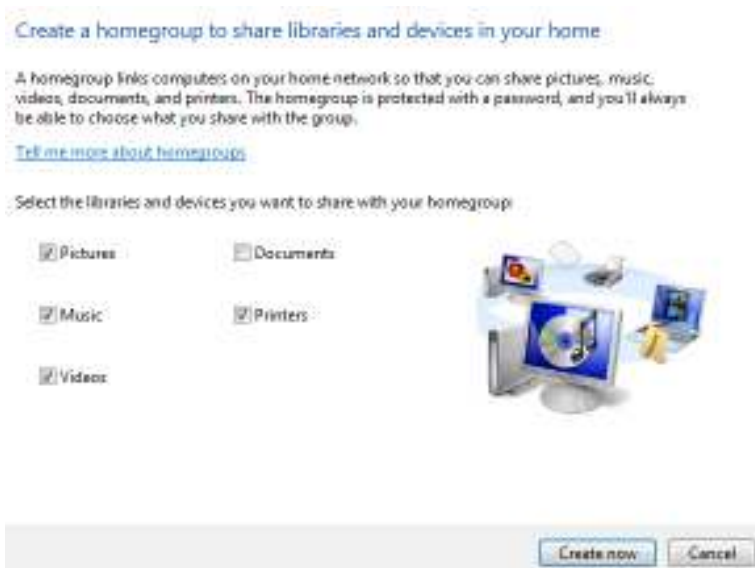 Create a homegroup to share libraries and devices in your home
A homegroup links computers on your home network so that you can share pictures, music,
videos, documents, and printers. The homegroup is protected with a password, and you'll always
be able to choose what you share with the group.
Tell me more about homegroups
Select the libraries and devices you want to share with your homegroup:
Pictures Documents
Music Printers
Videos
Create now Cancel